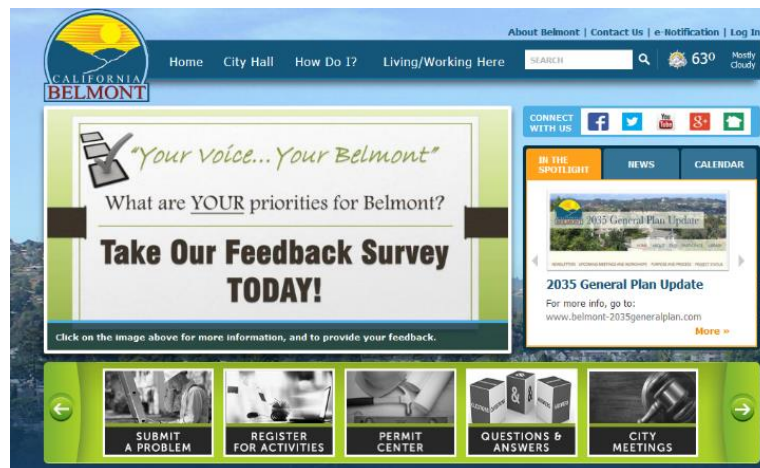 About Belmont | Contact Us | e-Notification | Log In
CALIFORNIA
BELMONT
Home City Hall How Do I? Living/Working Here
SEARCH
63º
Mostly
Cloudy
"Your Voice...Your Belmont"
What are YOUR priorities for Belmont?
Take Our Feedback Survey
TODAY!
Click on the image above for more information, and to provide your feedback.
CONNECT
WITH US
You
Tube
IN THE
SPOTLIGHT
NEWS
CALENDAR
2035 General Plan Update
2035 General Plan Update
For more info, go to:
www.belmont-2035generalplan.com
More »
SUBMIT
A PROBLEM
REGISTER
FOR ACTIVITIES
PERMIT
CENTER
&
QUESTIONS &
ANSWERS
CITY
MEETINGS